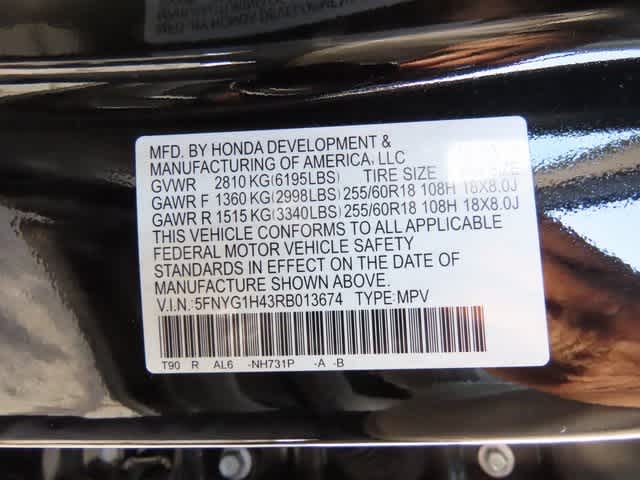 MFD. BY HONDA DEVELOPMENT &
MANUFACTURING OF AMERICA, LLC
GVWR 2810 KG(6195LBS) TIRE SIZE SIZE
GAWR F 1360 KG(2998LBS) 255/60R18 108H 18X8.0J
GAWR R 1515 KG(3340LBS) 255/60R18 108H 18X8.0J
THIS VEHICLE CONFORMS TO ALL APPLICABLE
FEDERAL MOTOR VEHICLE SAFETY
STANDARDS IN EFFECT ON THE DATE OF
MANUFACTURE SHOWN ABOVE.
V.I.N.:5FNYG1H43RB013674 TYPE:MPV
T90 R AL6 -NH731P -A -B